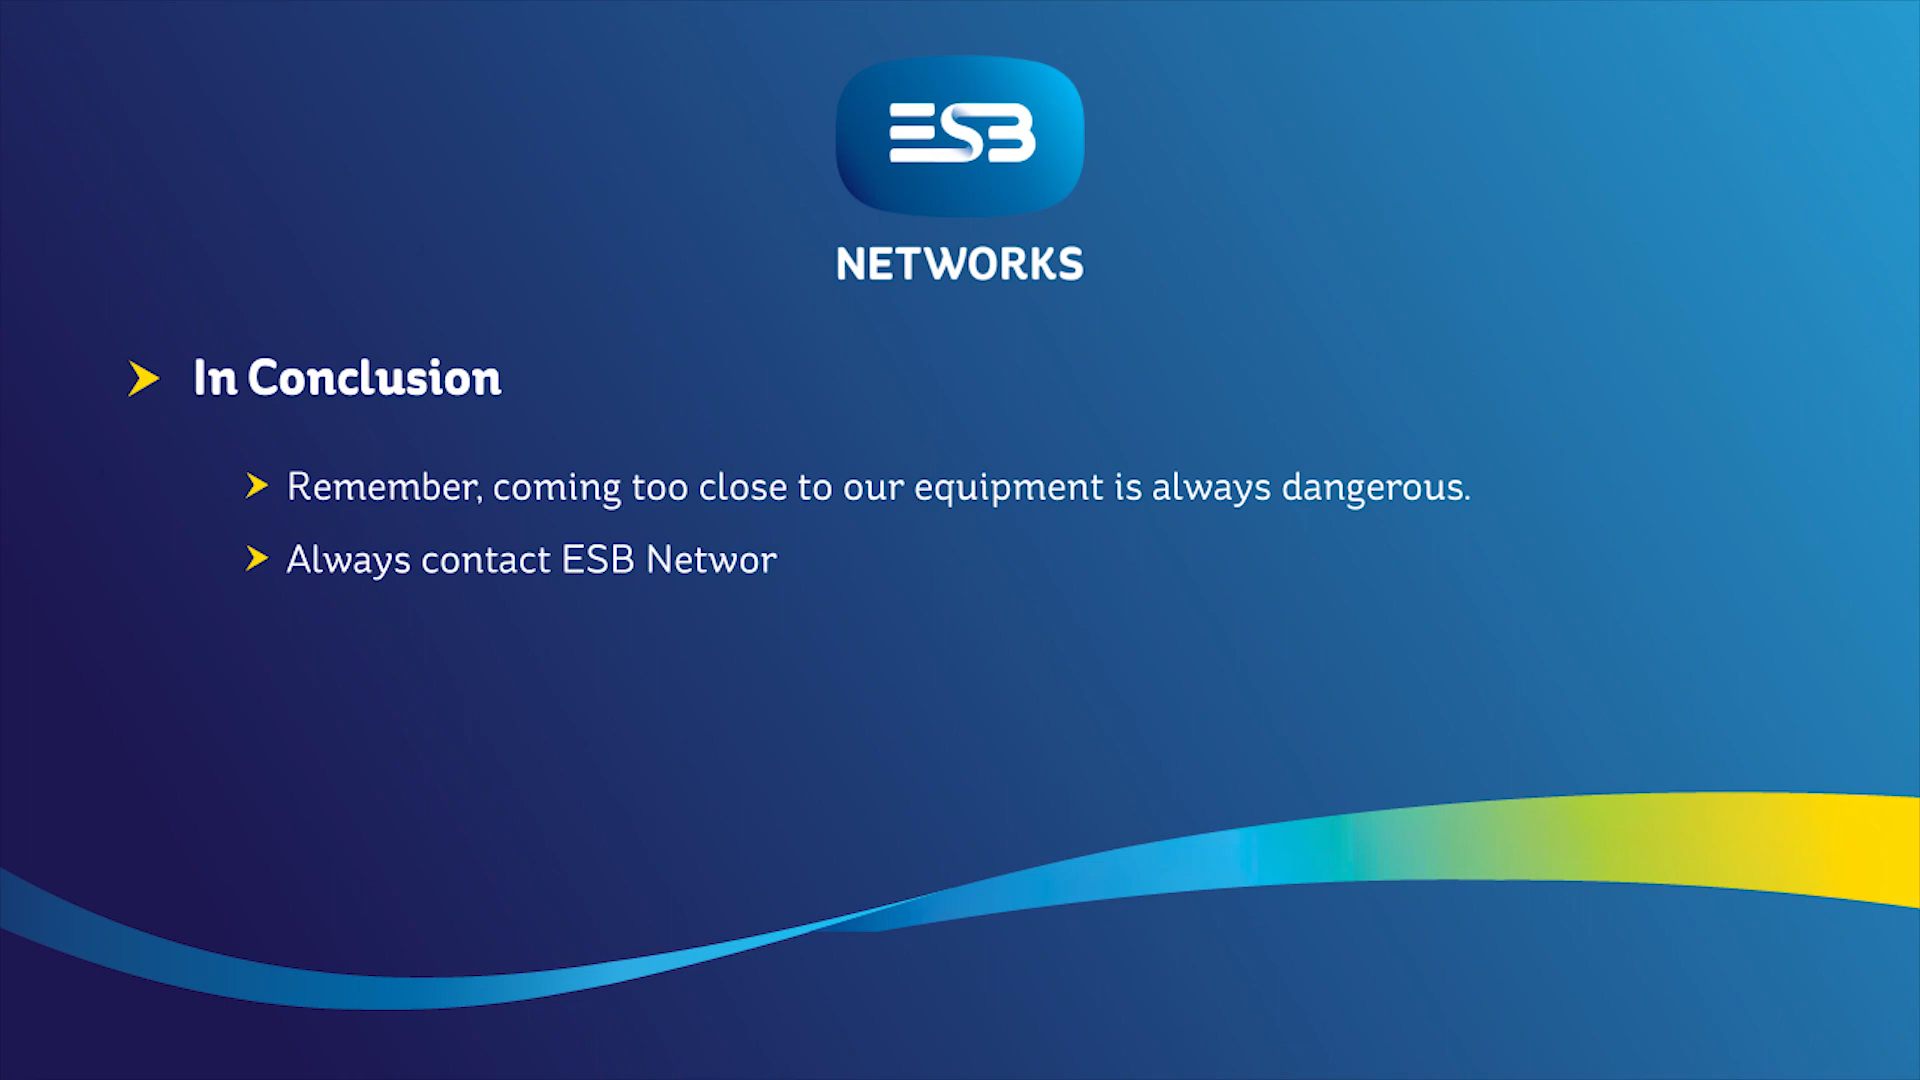 ESB
NETWORKS
In Conclusion
Remember, coming too close to our equipment is always dangerous.
Always contact ESB Networ